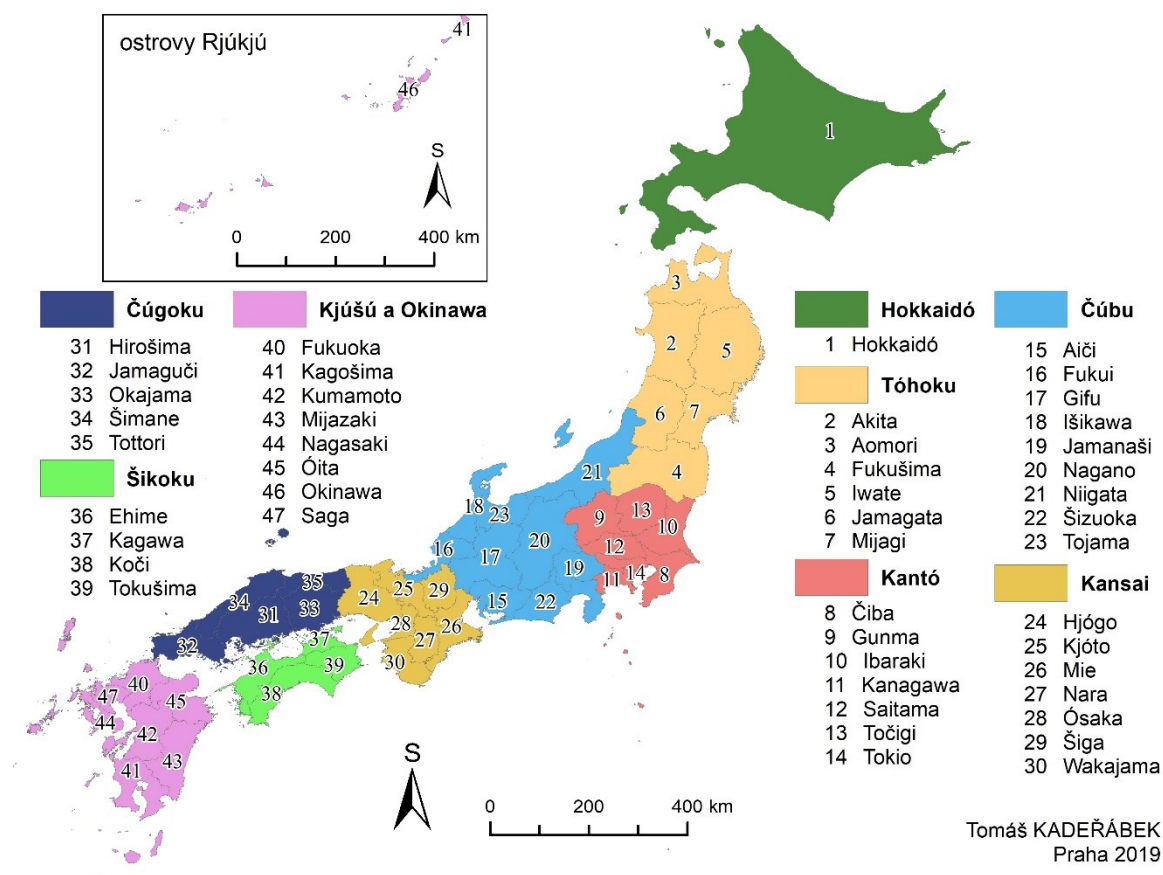 ostrovy Rjúkjú
41
46
S
0 200 400 km
Čúgoku
31 Hirošima
32 Jamaguči
33 Okajama
34 Šimane
35 Tottori
Šikoku
36 Ehime
37 Kagawa
38 Koči
39 Tokušima
Kjúšú a Okinawa
40 Fukuoka
41 Kagošima
42 Kumamoto
43 Mijazaki
44 Nagasaki
45 Óita
46 Okinawa
47 Saga
Hokkaidó
1 Hokkaidó
Tóhoku
2 Akita
3 Aomori
4 Fukušima
5 Iwate
6 Jamagata
7 Mijagi
Kantó
8 Čiba
9 Gunma
10 Ibaraki
11 Kanagawa
12 Saitama
13 Točigi
14 Tokio
Čúbu
15 Aiči
16 Fukui
17 Gifu
18 Išikawa
19 Jamanaši
20 Nagano
21 Niigata
22 Šizuoka
23 Tojama
Kansai
24 Hjógo
25 Kjóto
26 Mie
27 Nara
28 Ósaka
29 Šiga
30 Wakajama
1
3
2
5
6
7
4
21
18
23
9
13
10
16
17
20
12
19
11
14
8
15
22
35
24
25
29
34
31
33
28
26
32
37
27
30
36
39
38
40
47
45
44
42
41
43
S
0 200 400 km
Tomáš KADEŘÁBEK
Praha 2019